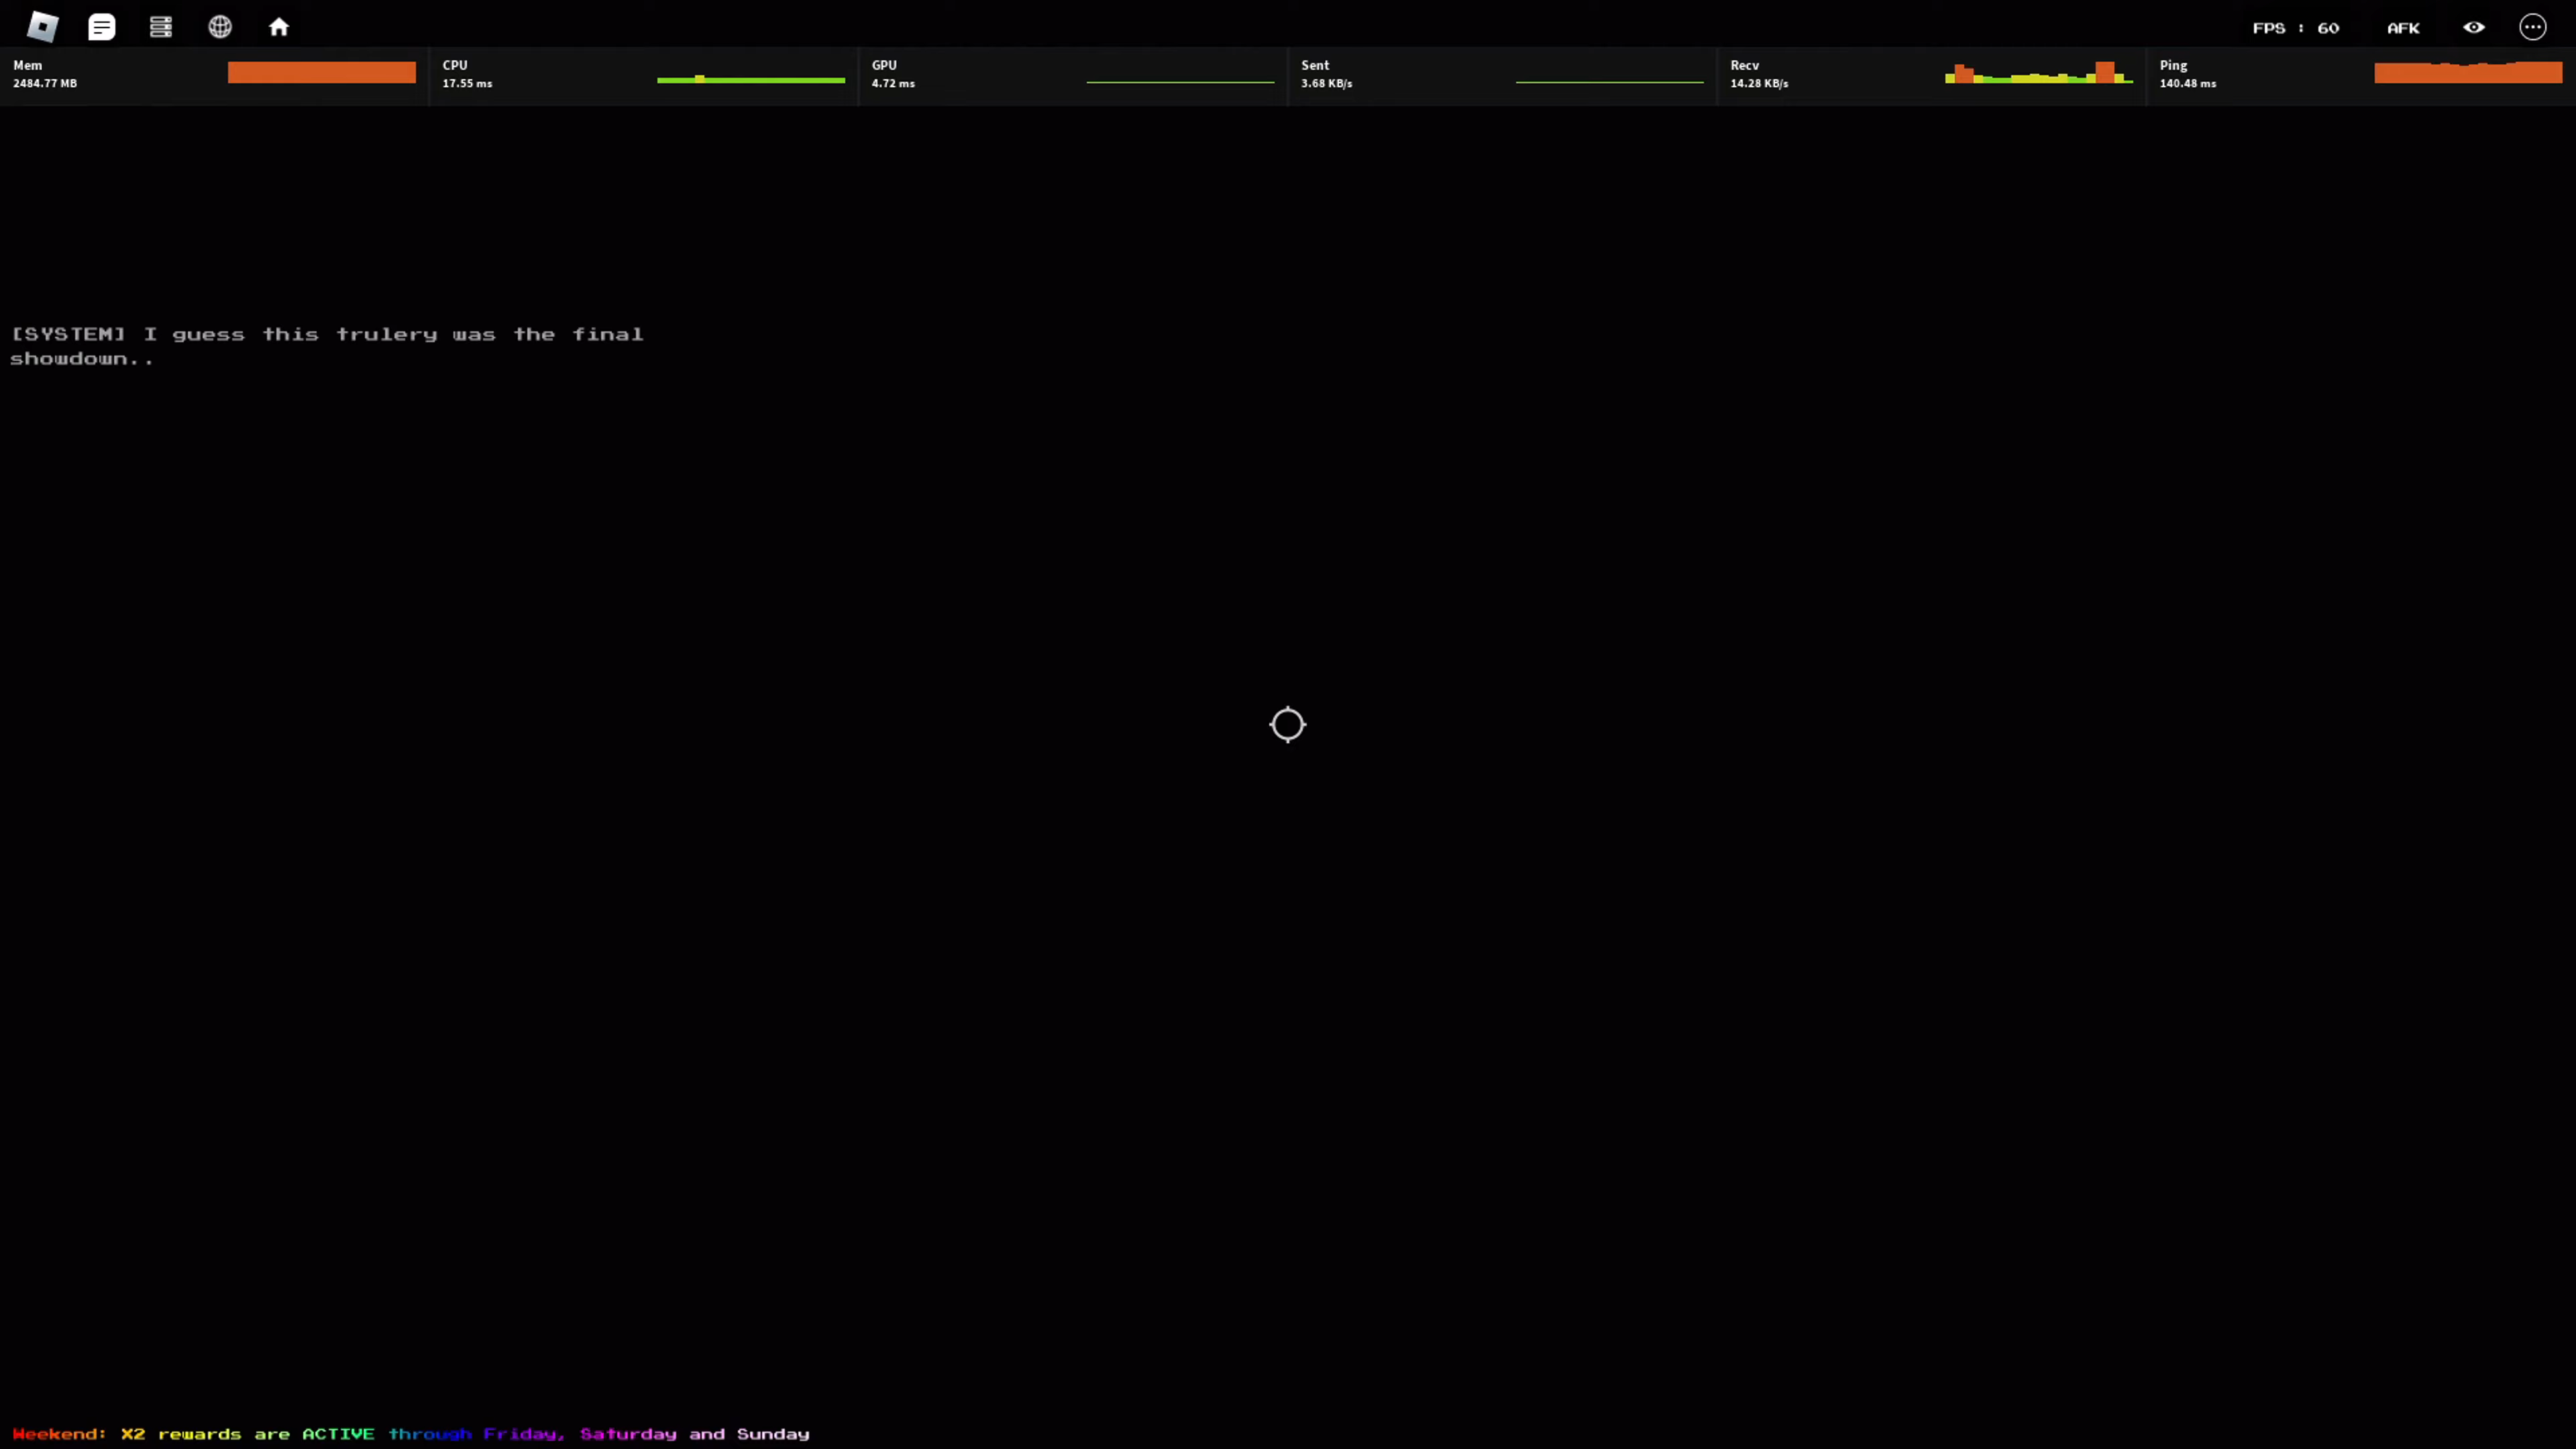 FPS : 60 AFK
Mem CPU GPU Sent Recv Ping
2484.77 MB 17.55 ms 4.72 ms 3.68 KB/s 14.28 KB/s 140.48 ms
[SYSTEM] I guess this trulery was the final
showdown..
Weekend: X2 rewards are ACTIVE through Friday, Saturday and Sunday